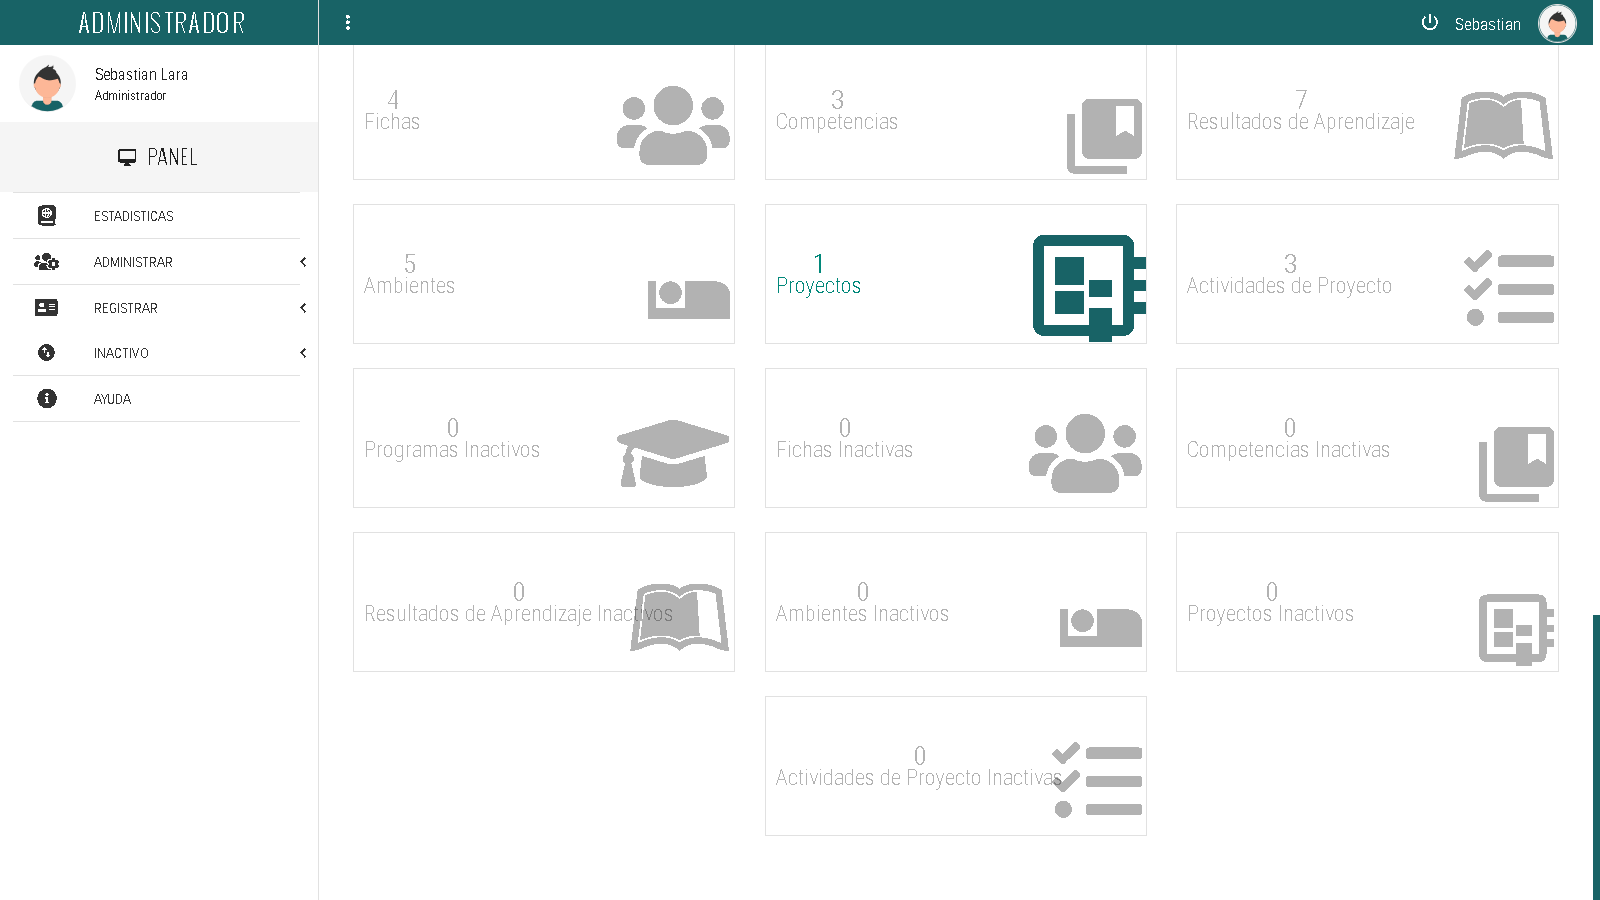 ADMINISTRADOR
Sebastian
Sebastian Lara
Administrador
PANEL
ESTADISTICAS
ADMINISTRAR
REGISTRAR
INACTIVO
AYUDA
4
Fichas
3
Competencias
7
Resultados de Aprendizaje
5
Ambientes
1
Proyectos
3
Actividades de Proyecto
0
Programas Inactivos
0
Fichas Inactivas
0
Competencias Inactivas
0
Resultados de Aprendizaje Inactivos
0
Ambientes Inactivos
0
Proyectos Inactivos
0
Actividades de Proyecto Inactivas